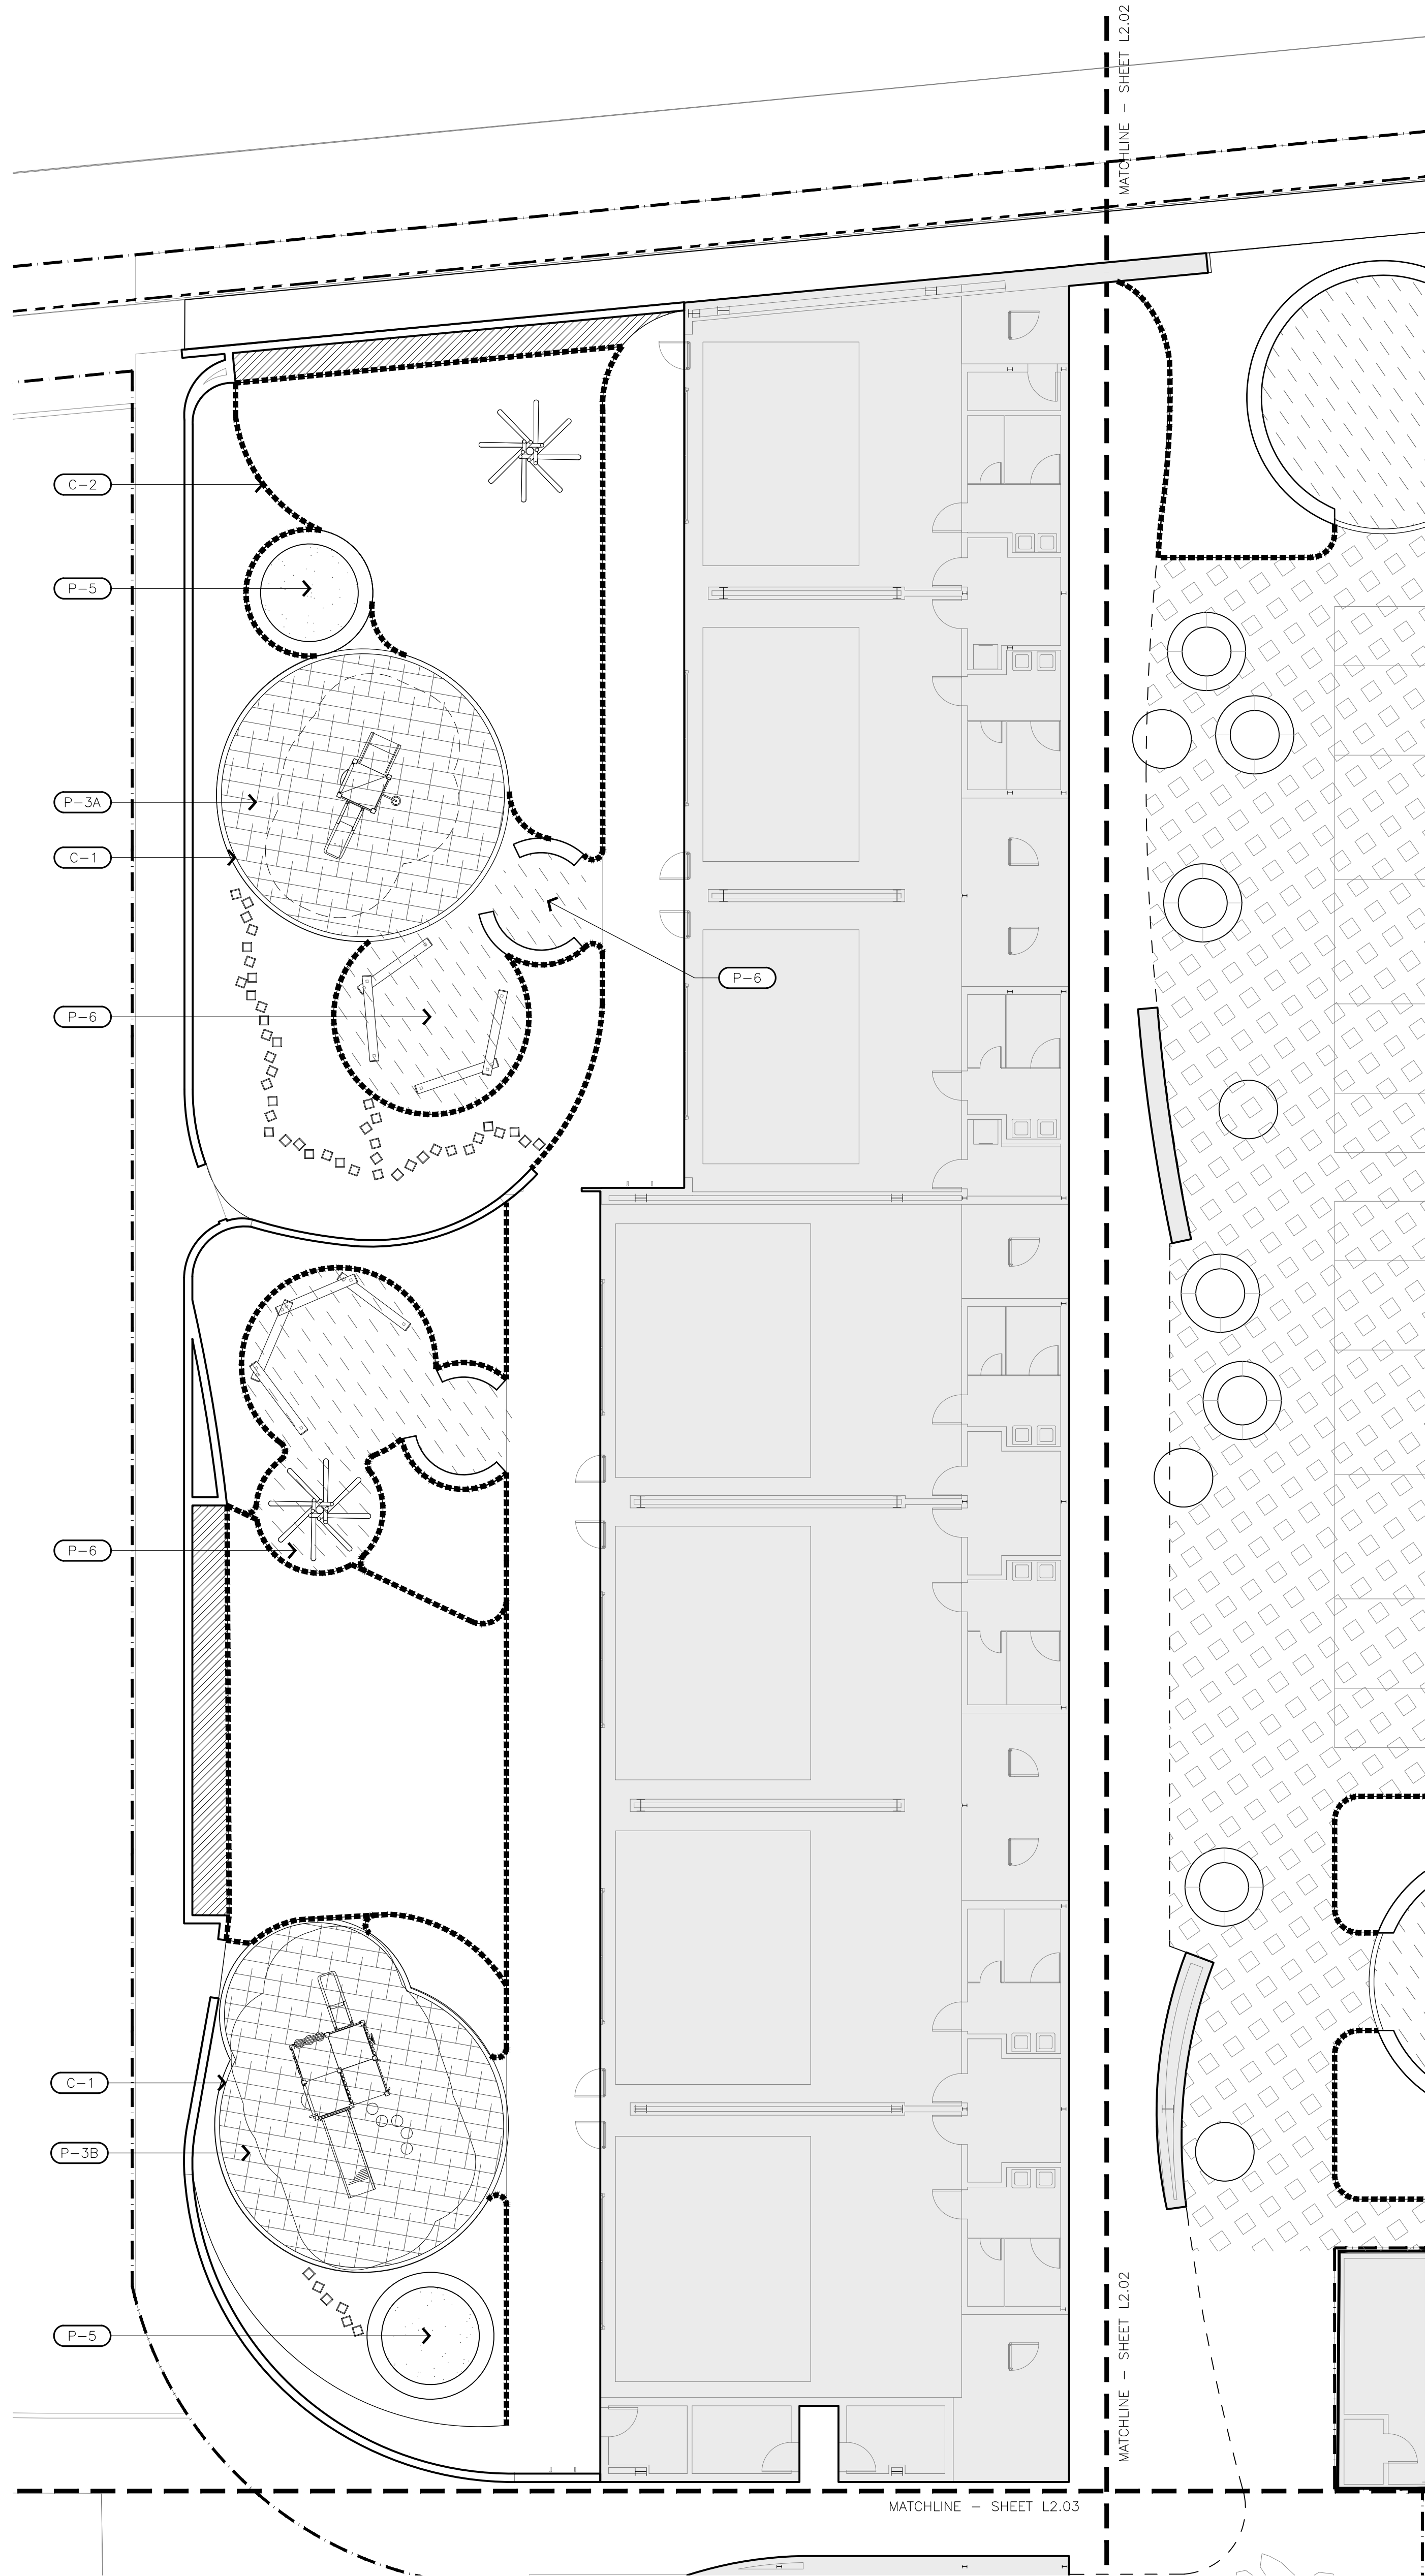 MATCHLINE - SHEET L2.02
C-2
P-5
P-3A
C-1
P-6
P-6
P-6
C-1
P-3B
P-5
MATCHLINE - SHEET L2.02
MATCHLINE - SHEET L2.03